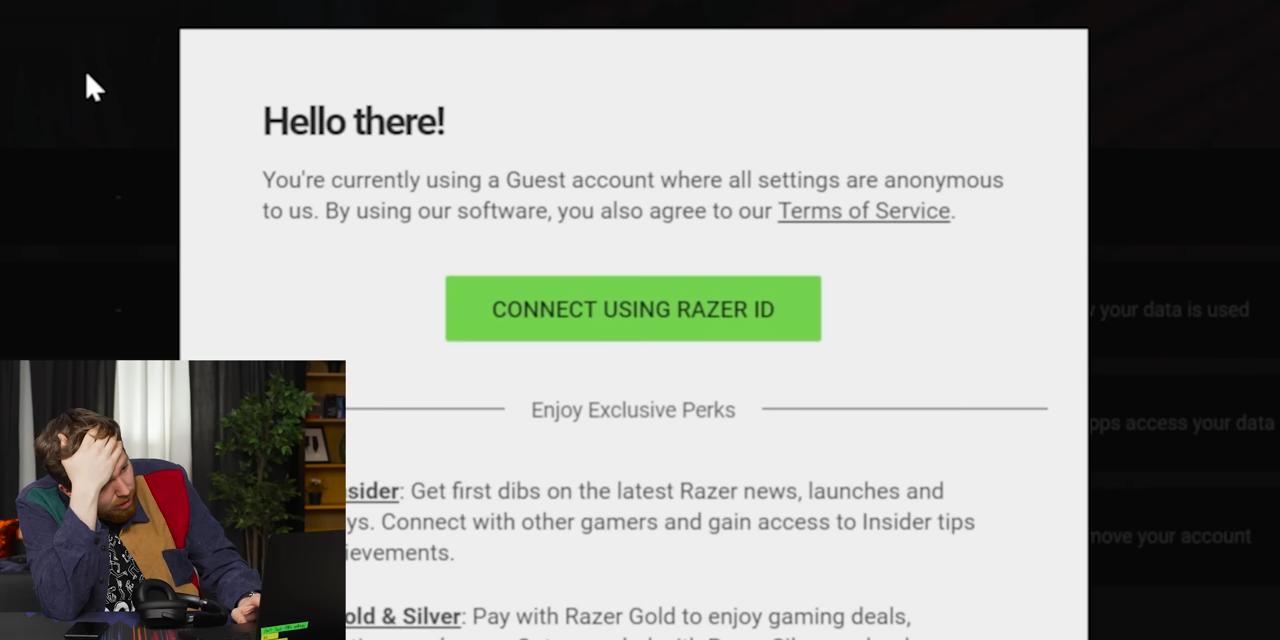 Hello there!
You're currently using a Guest account where all settings are anonymous
to us. By using our software, you also agree to our Terms of Service.
CONNECT USING RAZER ID
your data is used
Enjoy Exclusive Perks
pps access your data
sider: Get first dibs on the latest Razer news, launches and
ys. Connect with other gamers and gain access to Insider tips
ievements.
nove your account
old & Silver: Pay with Razer Gold to enjoy gaming deals,